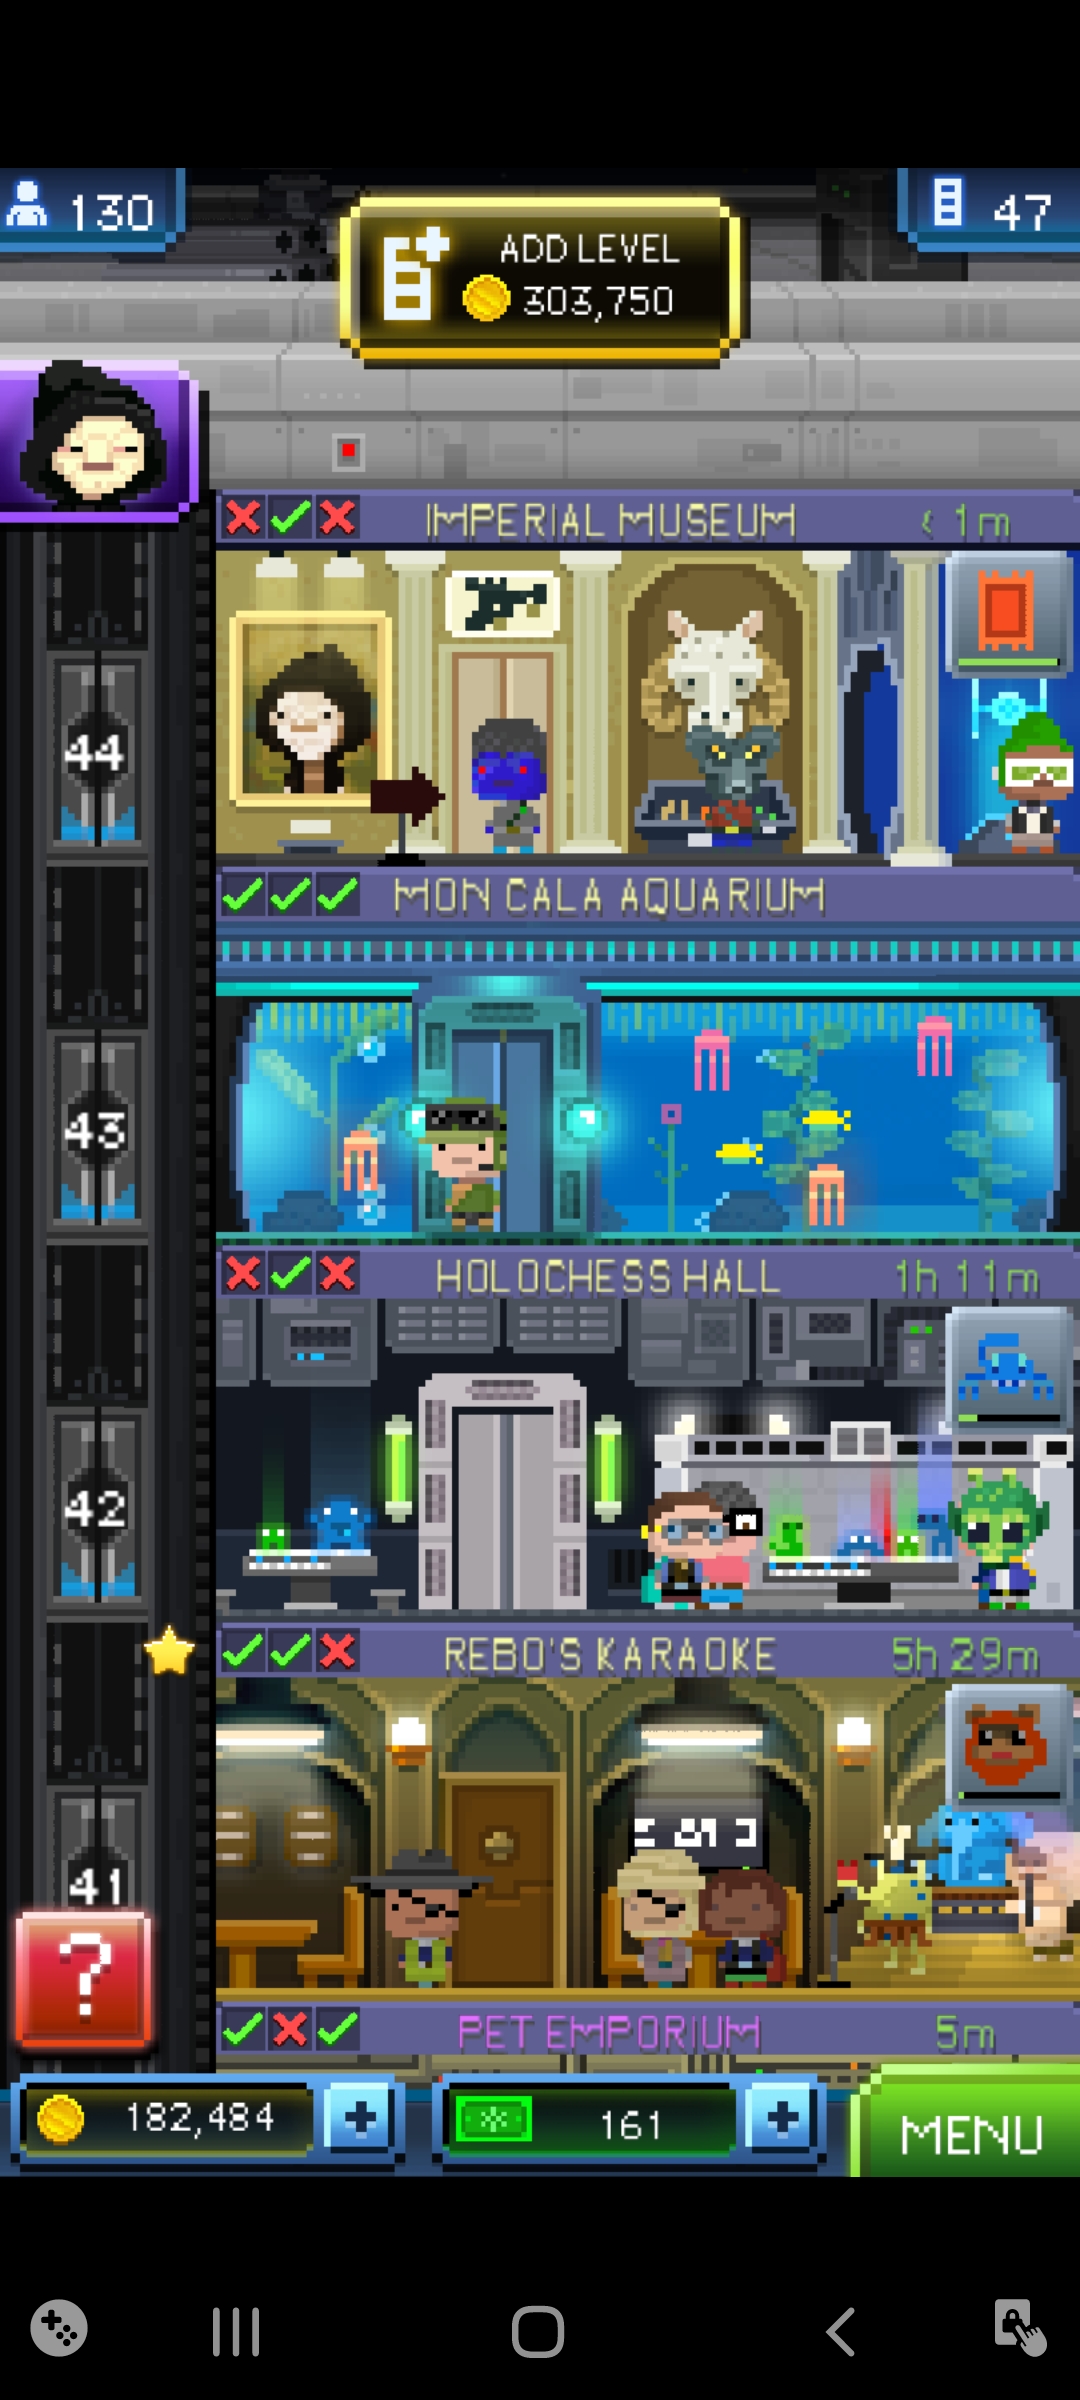 130
ADD LEVEL
303,750
47
IMPERIAL MUSEUM < 1m
44
MON CALA AQUARIUM
43
HOLOCHESS HALL 1h 11m
42
REBO'S KARAOKE 5h 29m
41
?
PET EMPORIUM 5m
182,484 +
161 +
MENU